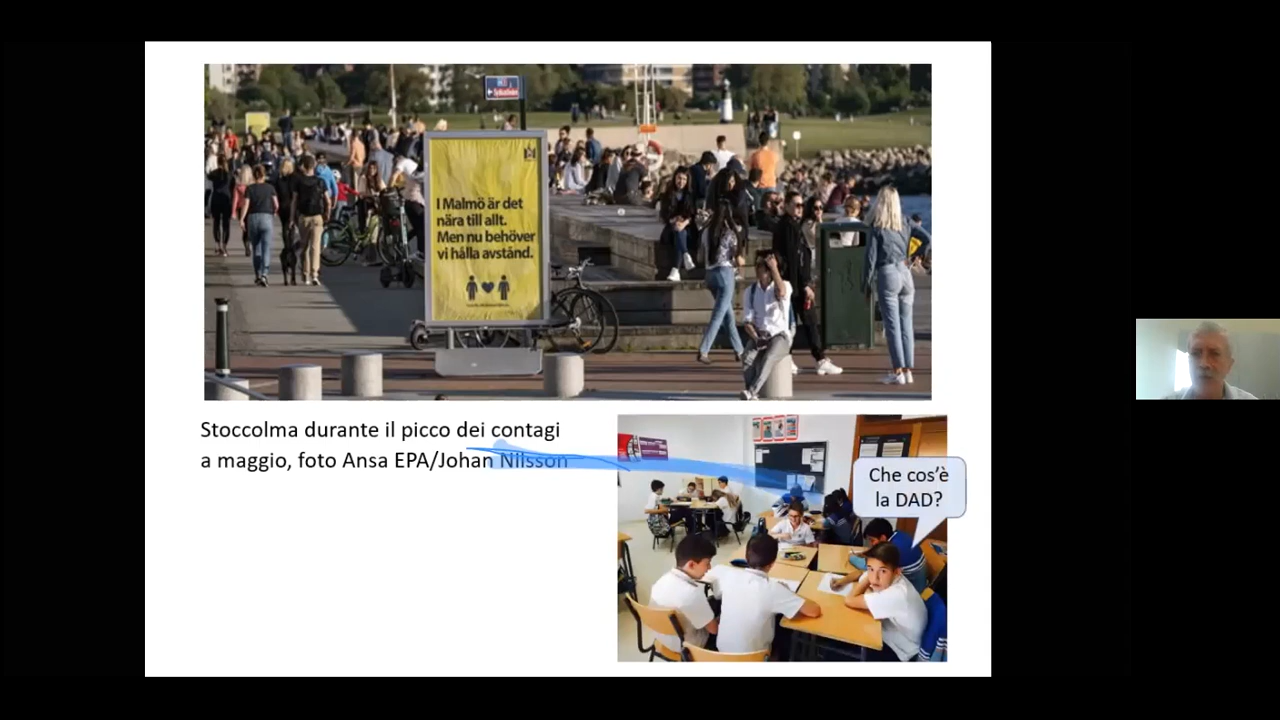 I Malmö är det
nära till allt.
Men nu behöver
vi hålla avstånd.
Stoccolma durante il picco dei contagi
a maggio, foto Ansa EPA/Johan Nilsson
Che cos'è
la DAD?